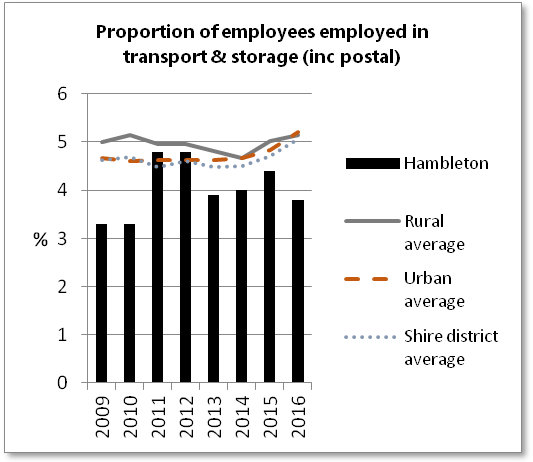 Proportion of employees employed in
transport & storage (inc postal)
6
5
4
3
2
1
0
%
2009
2010
2011
2012
2013
2014
2015
2016
Hambleton
Rural
average
Urban
average
Shire district
average